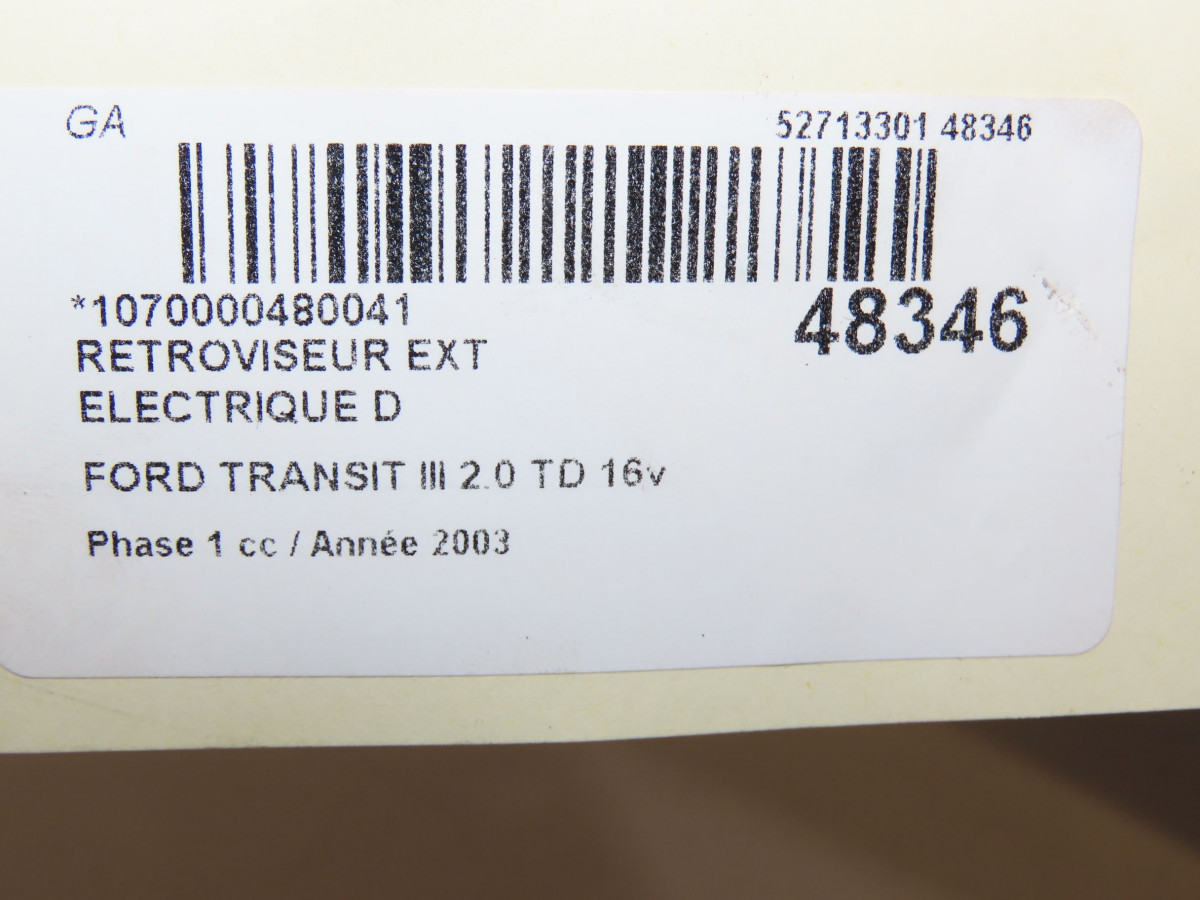 GA
52713301 48346
*1070000480041
48346
RETROVISEUR EXT
ELECTRIQUE D
FORD TRANSIT III 2.0 TD 16v
Phase 1 cc / Année 2003